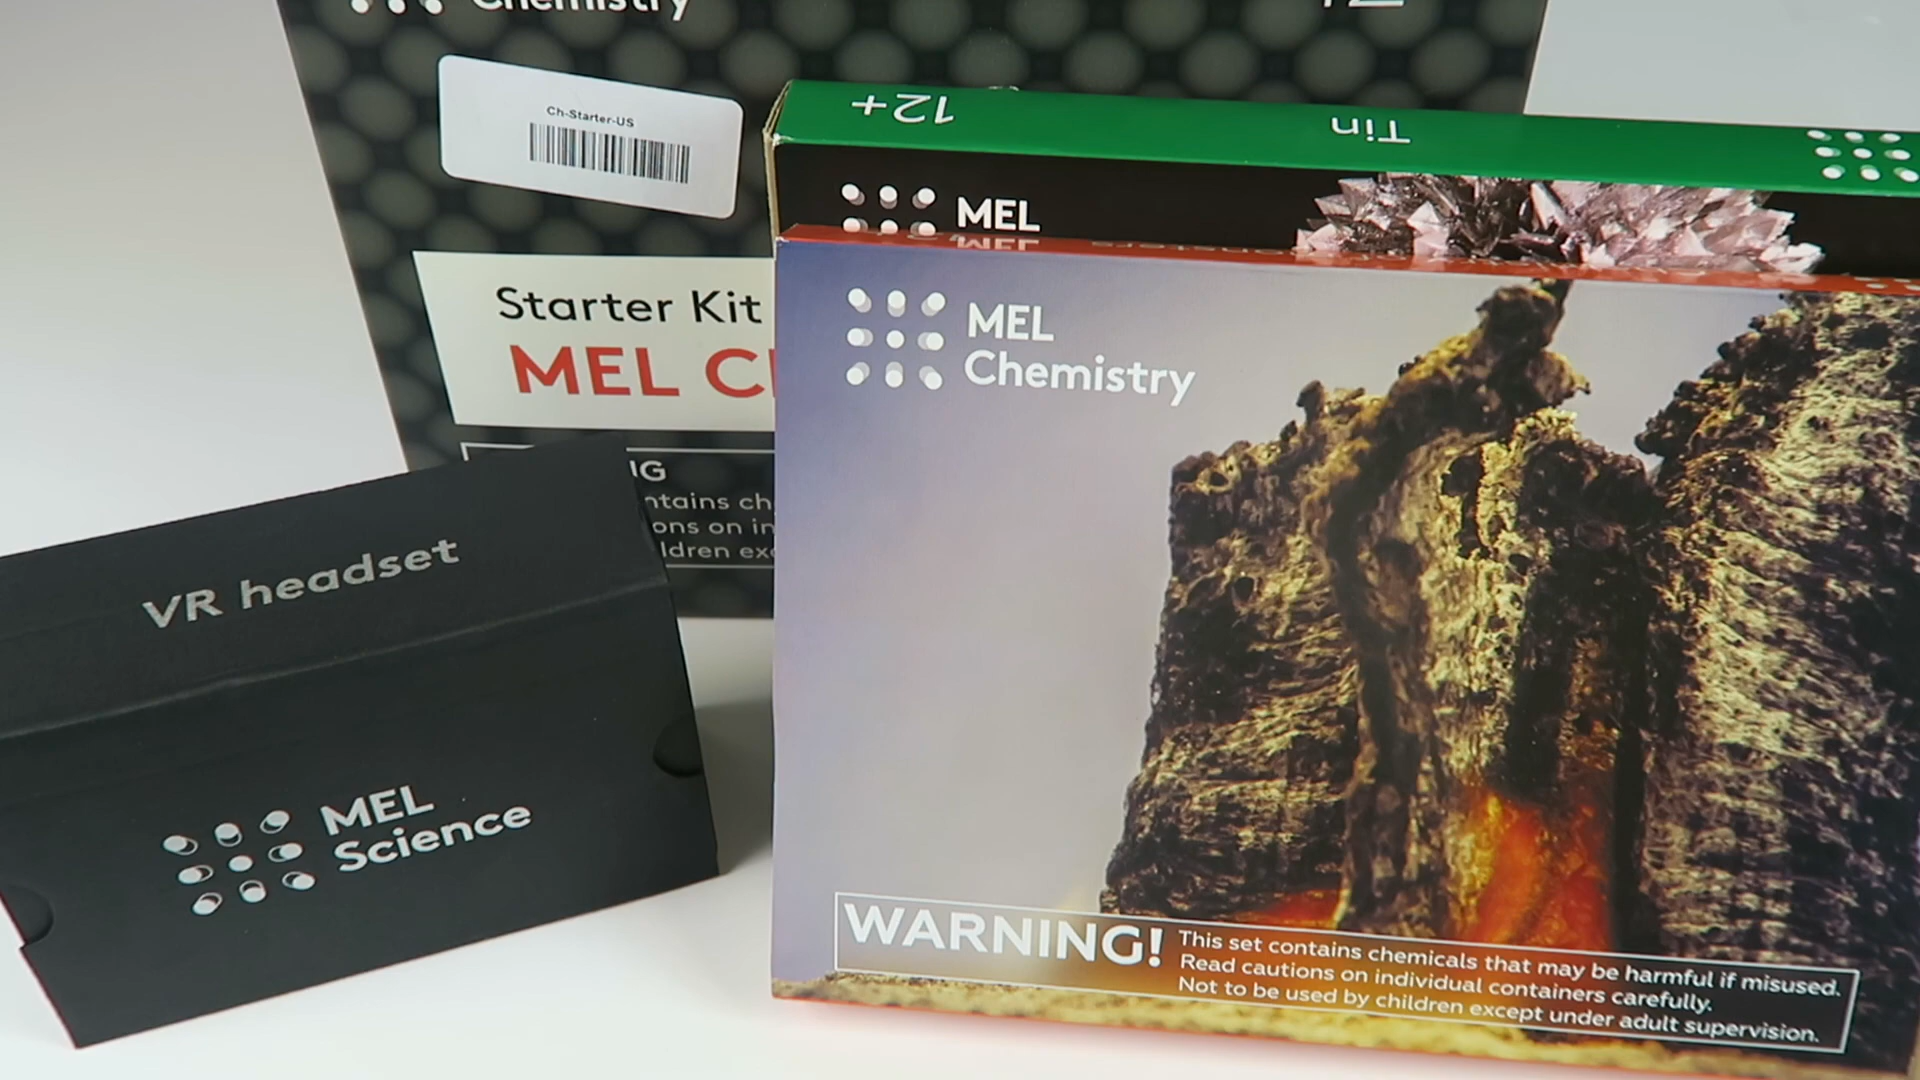 Chemistry
Ch-Starter-US
Starter Kit
MEL
12+
Tin
MEL
MEL
Chemistry
WARNING!
This set contains chemicals that may be harmful if misused.
Read cautions on individual containers carefully.
Not to be used by children except under adult supervision.
VR headset
MEL
Science